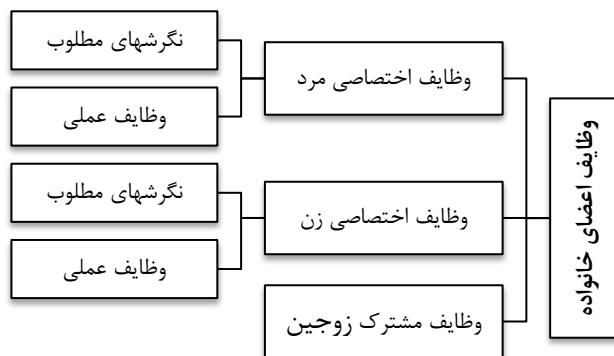 وظایف اعضای خانواده
وظایف اختصاصی مرد
نگرشهای مطلوب
وظایف عملی
وظایف اختصاصی زن
نگرشهای مطلوب
وظایف عملی
وظایف مشترک زوجین